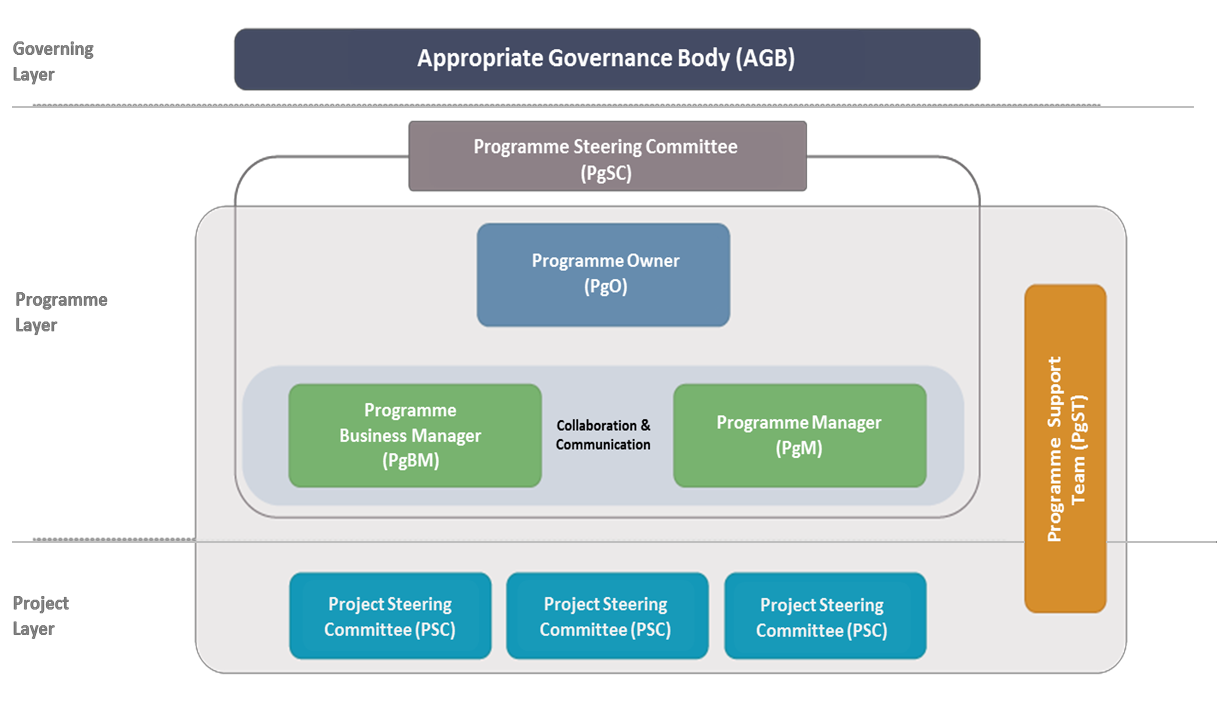 Governing
Layer
Appropriate Governance Body (AGB)
Programme Steering Committee
(PgSC)
Programme Owner
(PgO)
Programme
Layer
Programme
Business Manager
(PgBM)
Collaboration &
Communication
Programme Manager
(PgM)
Programme Support
Team (PgST)
Project
Layer
Project Steering
Committee (PSC)
Project Steering
Committee (PSC)
Project Steering
Committee (PSC)